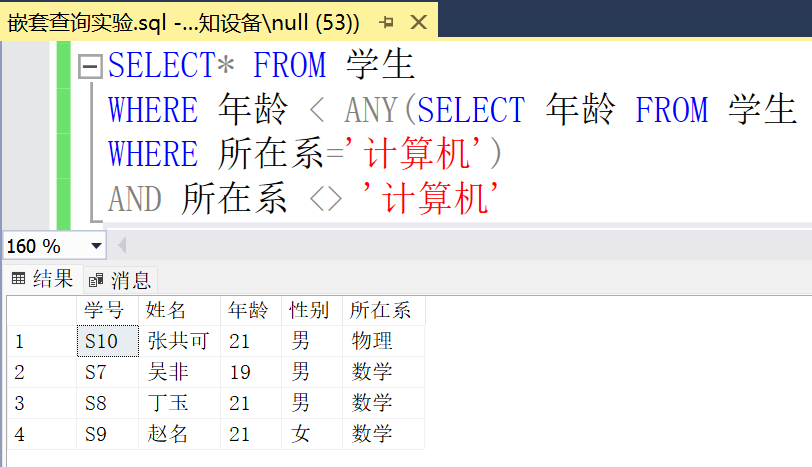 嵌套查询实验.sql -...知设备\null (53))
SELECT* FROM 学生
WHERE 年龄 < ANY(SELECT 年龄 FROM 学生
WHERE 所在系='计算机')
AND 所在系 <> '计算机'
160 %
结果 消息
学号 姓名 年龄 性别 所在系
1 S10 张共可 21 男 物理
2 S7 吴非 19 男 数学
3 S8 丁玉 21 男 数学
4 S9 赵名 21 女 数学